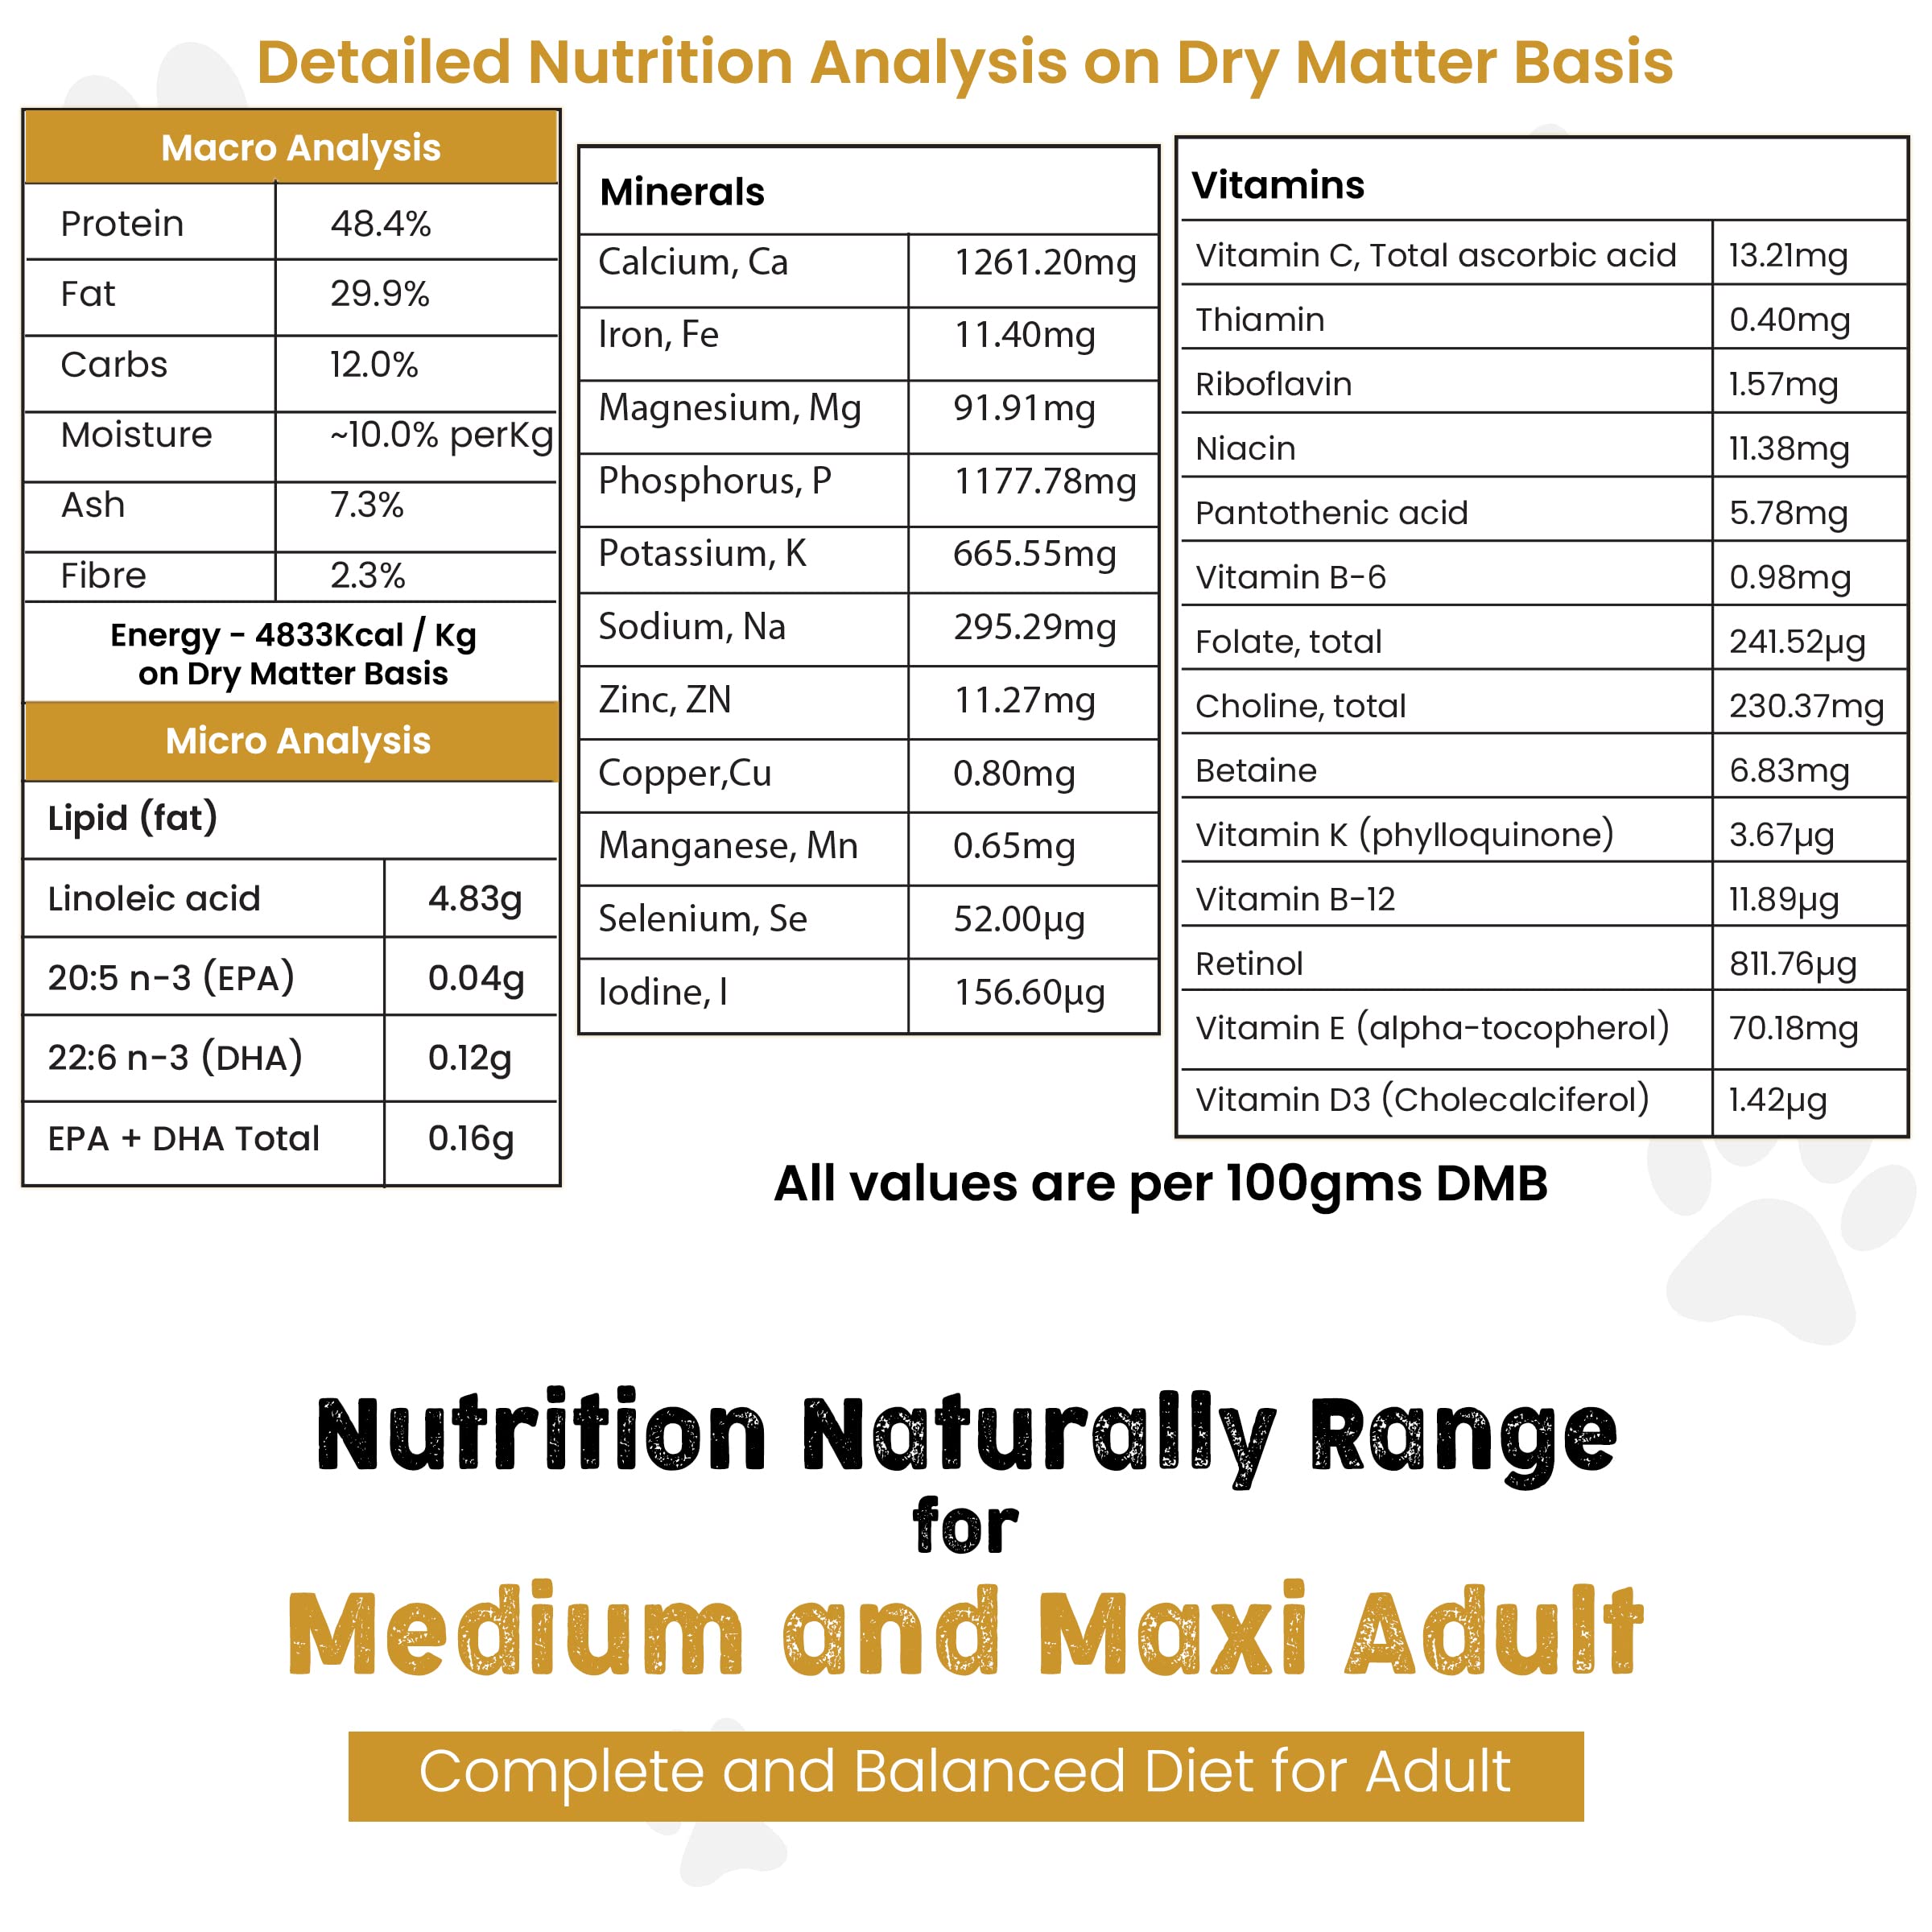 Detailed Nutrition Analysis on Dry Matter Basis
Macro Analysis
Protein 48.4%
Fat 29.9%
Carbs 12.0%
Moisture ~10.0% perKg
Ash 7.3%
Fibre 2.3%
Energy - 4833Kcal / Kg
on Dry Matter Basis
Micro Analysis
Lipid (fat)
Linoleic acid 4.83g
20:5 n-3 (EPA) 0.04g
22:6 n-3 (DHA) 0.12g
EPA + DHA Total 0.16g
Minerals
Calcium, Ca 1261.20mg
Iron, Fe 11.40mg
Magnesium, Mg 91.91mg
Phosphorus, P 1177.78mg
Potassium, K 665.55mg
Sodium, Na 295.29mg
Zinc, ZN 11.27mg
Copper,Cu 0.80mg
Manganese, Mn 0.65mg
Selenium, Se 52.00µg
Iodine, I 156.60µg
Vitamins
Vitamin C, Total ascorbic acid 13.21mg
Thiamin 0.40mg
Riboflavin 1.57mg
Niacin 11.38mg
Pantothenic acid 5.78mg
Vitamin B-6 0.98mg
Folate, total 241.52µg
Choline, total 230.37mg
Betaine 6.83mg
Vitamin K (phylloquinone) 3.67µg
Vitamin B-12 11.89µg
Retinol 811.76µg
Vitamin E (alpha-tocopherol) 70.18mg
Vitamin D3 (Cholecalciferol) 1.42µg
All values are per 100gms DMB
Nutrition Naturally Range
for
Medium and Maxi Adult
Complete and Balanced Diet for Adult